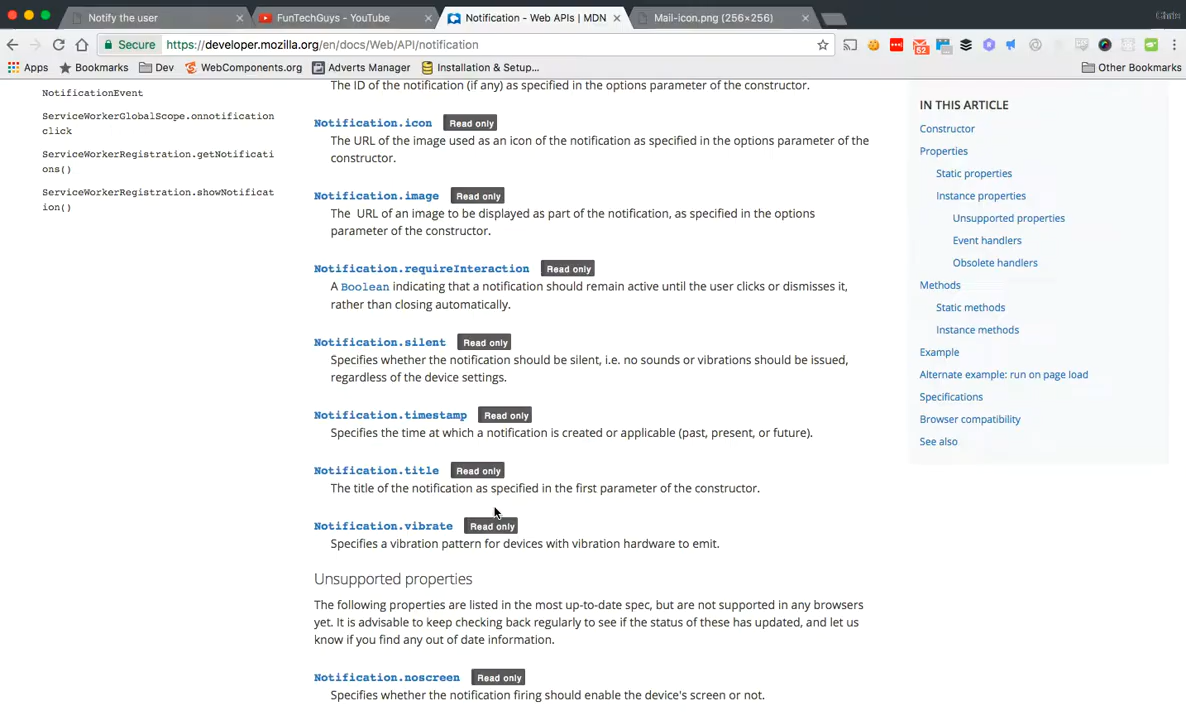 Notify the user
FunTechGuys - YouTube
Notification - Web APIs | MDN
Mail-icon.png (256×256)
Chris
Secure
https://developer.mozilla.org/en/docs/Web/API/notification
52
Apps
Bookmarks
Dev
WebComponents.org
Adverts Manager
Installation & Setup...
Other Bookmarks
NotificationEvent
ServiceWorkerGlobalScope.onnotification
click
ServiceWorkerRegistration.getNotificati
ons()
ServiceWorkerRegistration.showNotificat
ion()
The ID of the notification (if any) as specified in the options parameter of the constructor.
Notification.icon Read only
The URL of the image used as an icon of the notification as specified in the options parameter of the
constructor.
Notification.image Read only
The URL of an image to be displayed as part of the notification, as specified in the options
parameter of the constructor.
Notification.requireInteraction Read only
A Boolean indicating that a notification should remain active until the user clicks or dismisses it,
rather than closing automatically.
Notification.silent Read only
Specifies whether the notification should be silent, i.e. no sounds or vibrations should be issued,
regardless of the device settings.
Notification.timestamp Read only
Specifies the time at which a notification is created or applicable (past, present, or future).
Notification.title Read only
The title of the notification as specified in the first parameter of the constructor.
Notification.vibrate Read only
Specifies a vibration pattern for devices with vibration hardware to emit.
Unsupported properties
The following properties are listed in the most up-to-date spec, but are not supported in any browsers
yet. It is advisable to keep checking back regularly to see if the status of these has updated, and let us
know if you find any out of date information.
Notification.noscreen Read only
Specifies whether the notification firing should enable the device's screen or not.
IN THIS ARTICLE
Constructor
Properties
Static properties
Instance properties
Unsupported properties
Event handlers
Obsolete handlers
Methods
Static methods
Instance methods
Example
Alternate example: run on page load
Specifications
Browser compatibility
See also